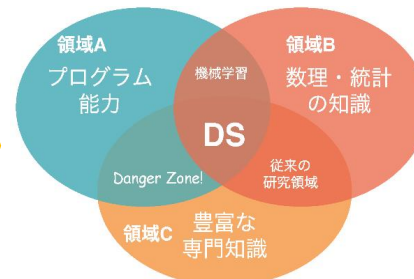 領域A
プログラム
能力
機械学習
領域B
数理・統計
の知識
DS
Danger Zone!
従来の
研究領域
領域C
豊富な
専門知識